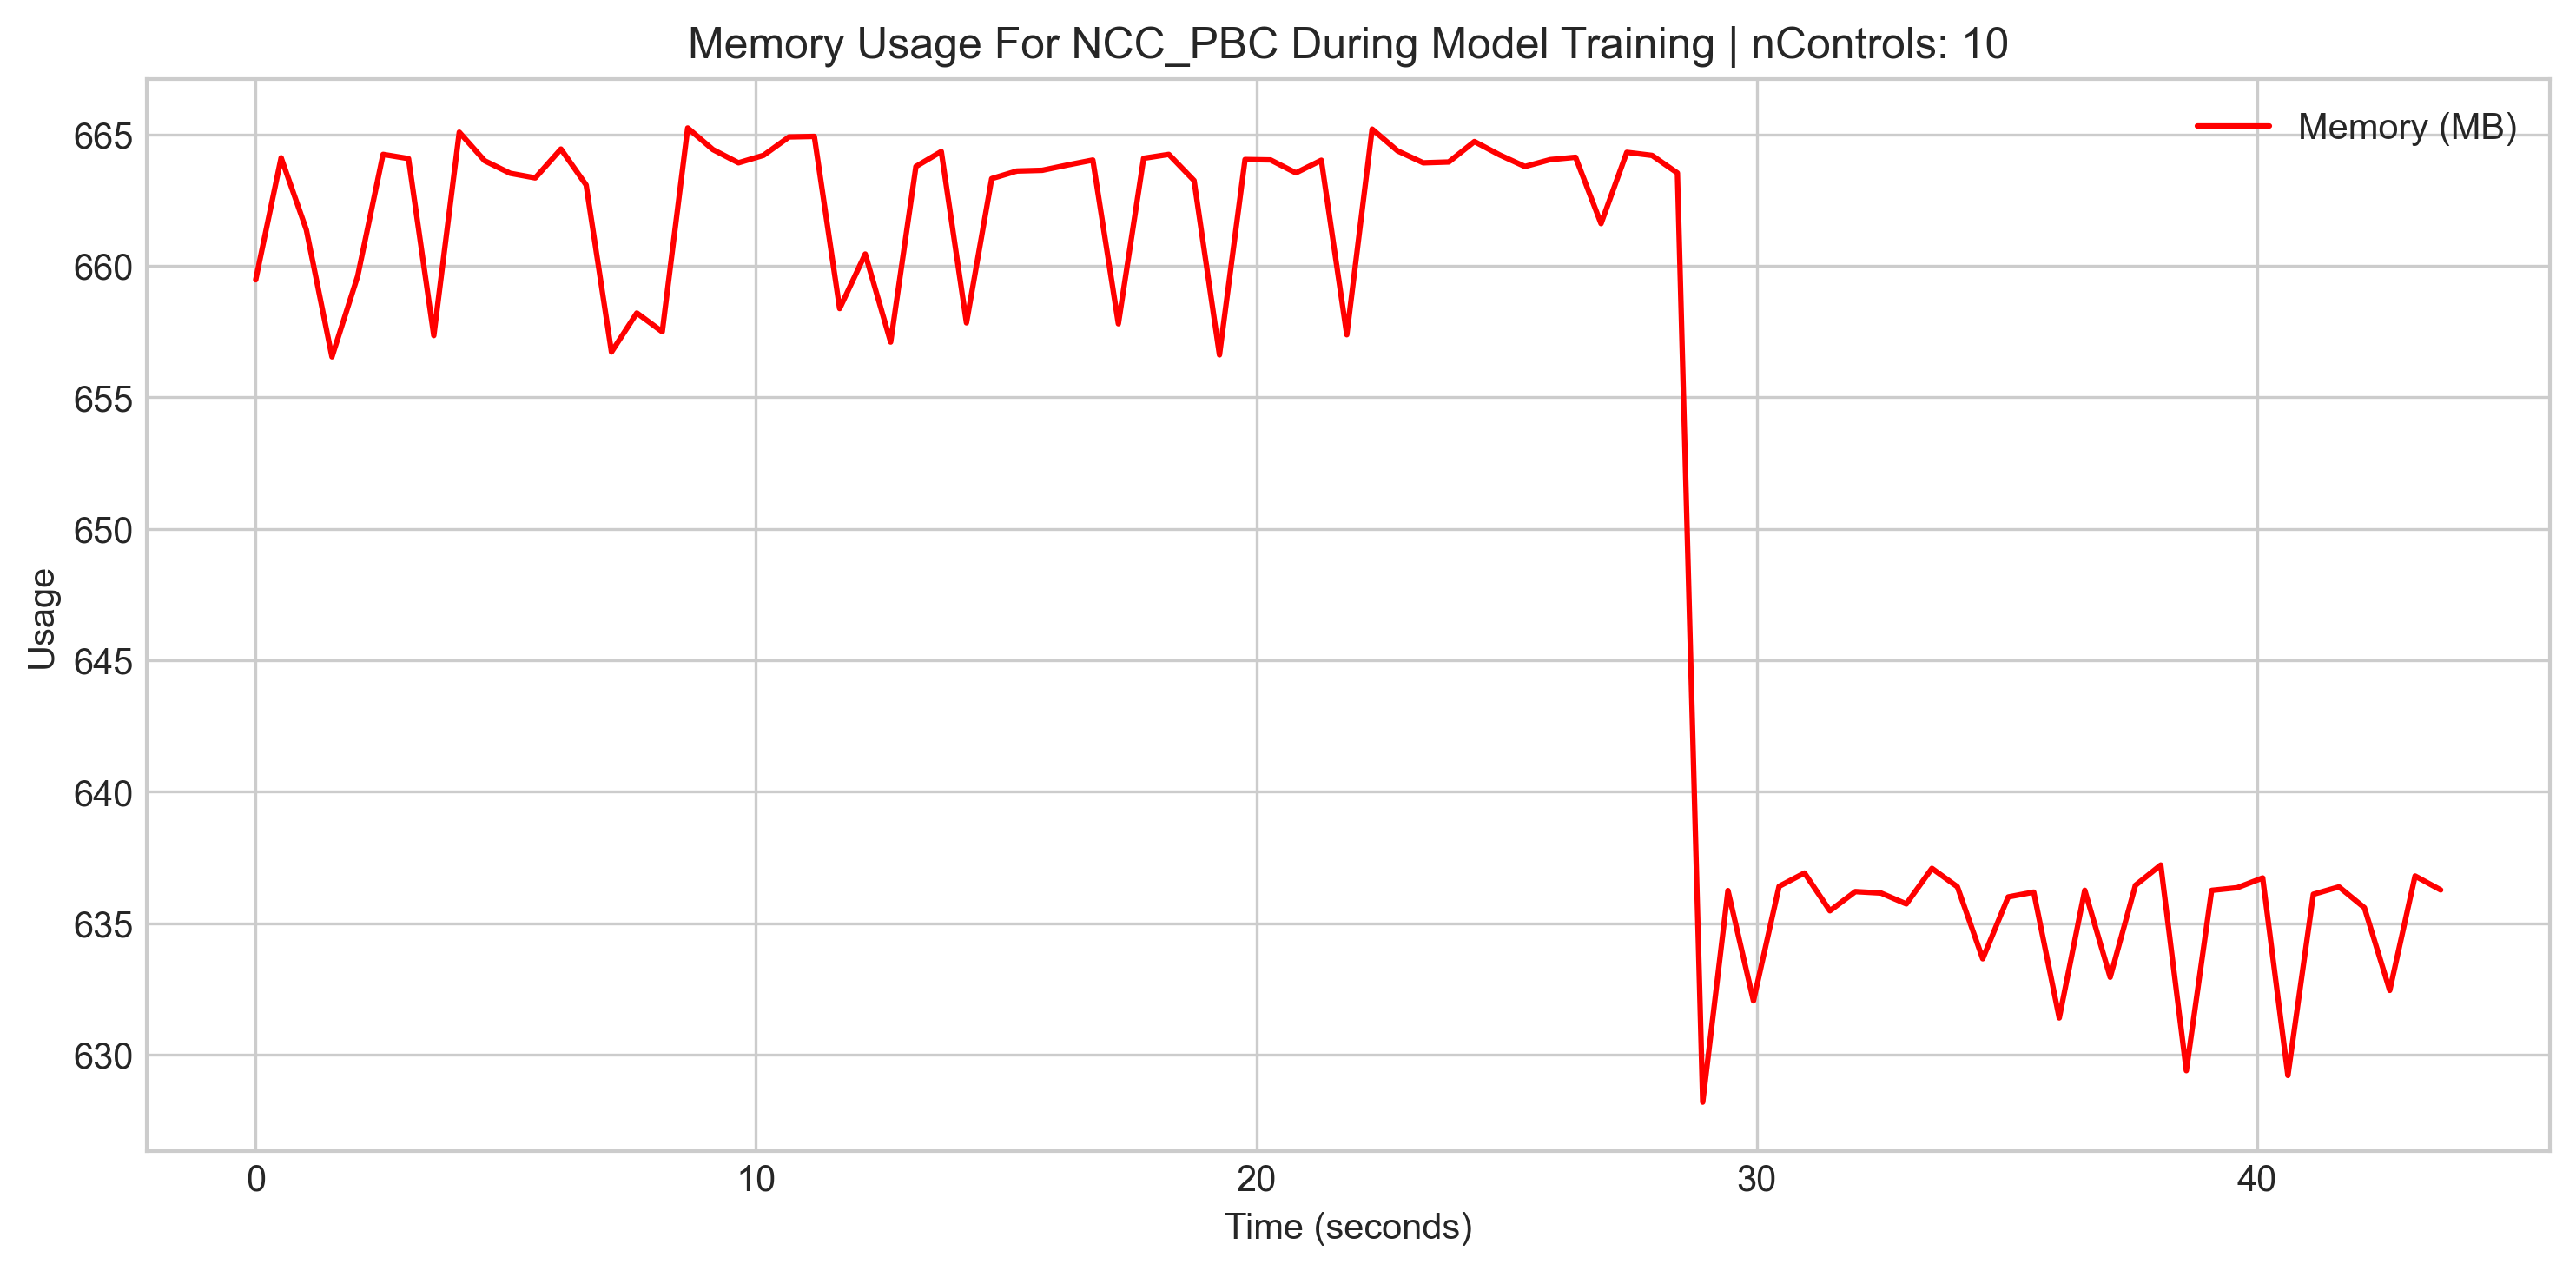 Memory Usage For NCC_PBC During Model Training | nControls: 10
Memory (MB)
665
660
655
650
645
640
635
630
Usage
0 10 20 30 40
Time (seconds)